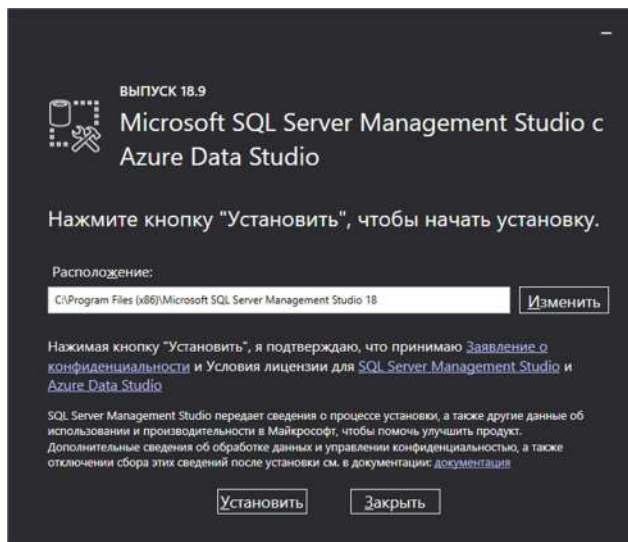 ВЫПУСК 18.9
Microsoft SQL Server Management Studio с
Azure Data Studio
Нажмите кнопку "Установить", чтобы начать установку.
Расположение:
C:\Program Files (x86)\Microsoft SQL Server Management Studio 18
Изменить
Нажимая кнопку "Установить", я подтверждаю, что принимаю Заявление о
конфиденциальности и Условия лицензии для SQL Server Management Studio и
Azure Data Studio
SQL Server Management Studio передает сведения о процессе установки, а также другие данные об
использовании и производительности в Майкрософт, чтобы помочь улучшить продукт.
Дополнительные сведения об обработке данных и управлении конфиденциальностью, а также
отключении сбора этих сведений после установки см. в документации: документация
Установить
Закрыть